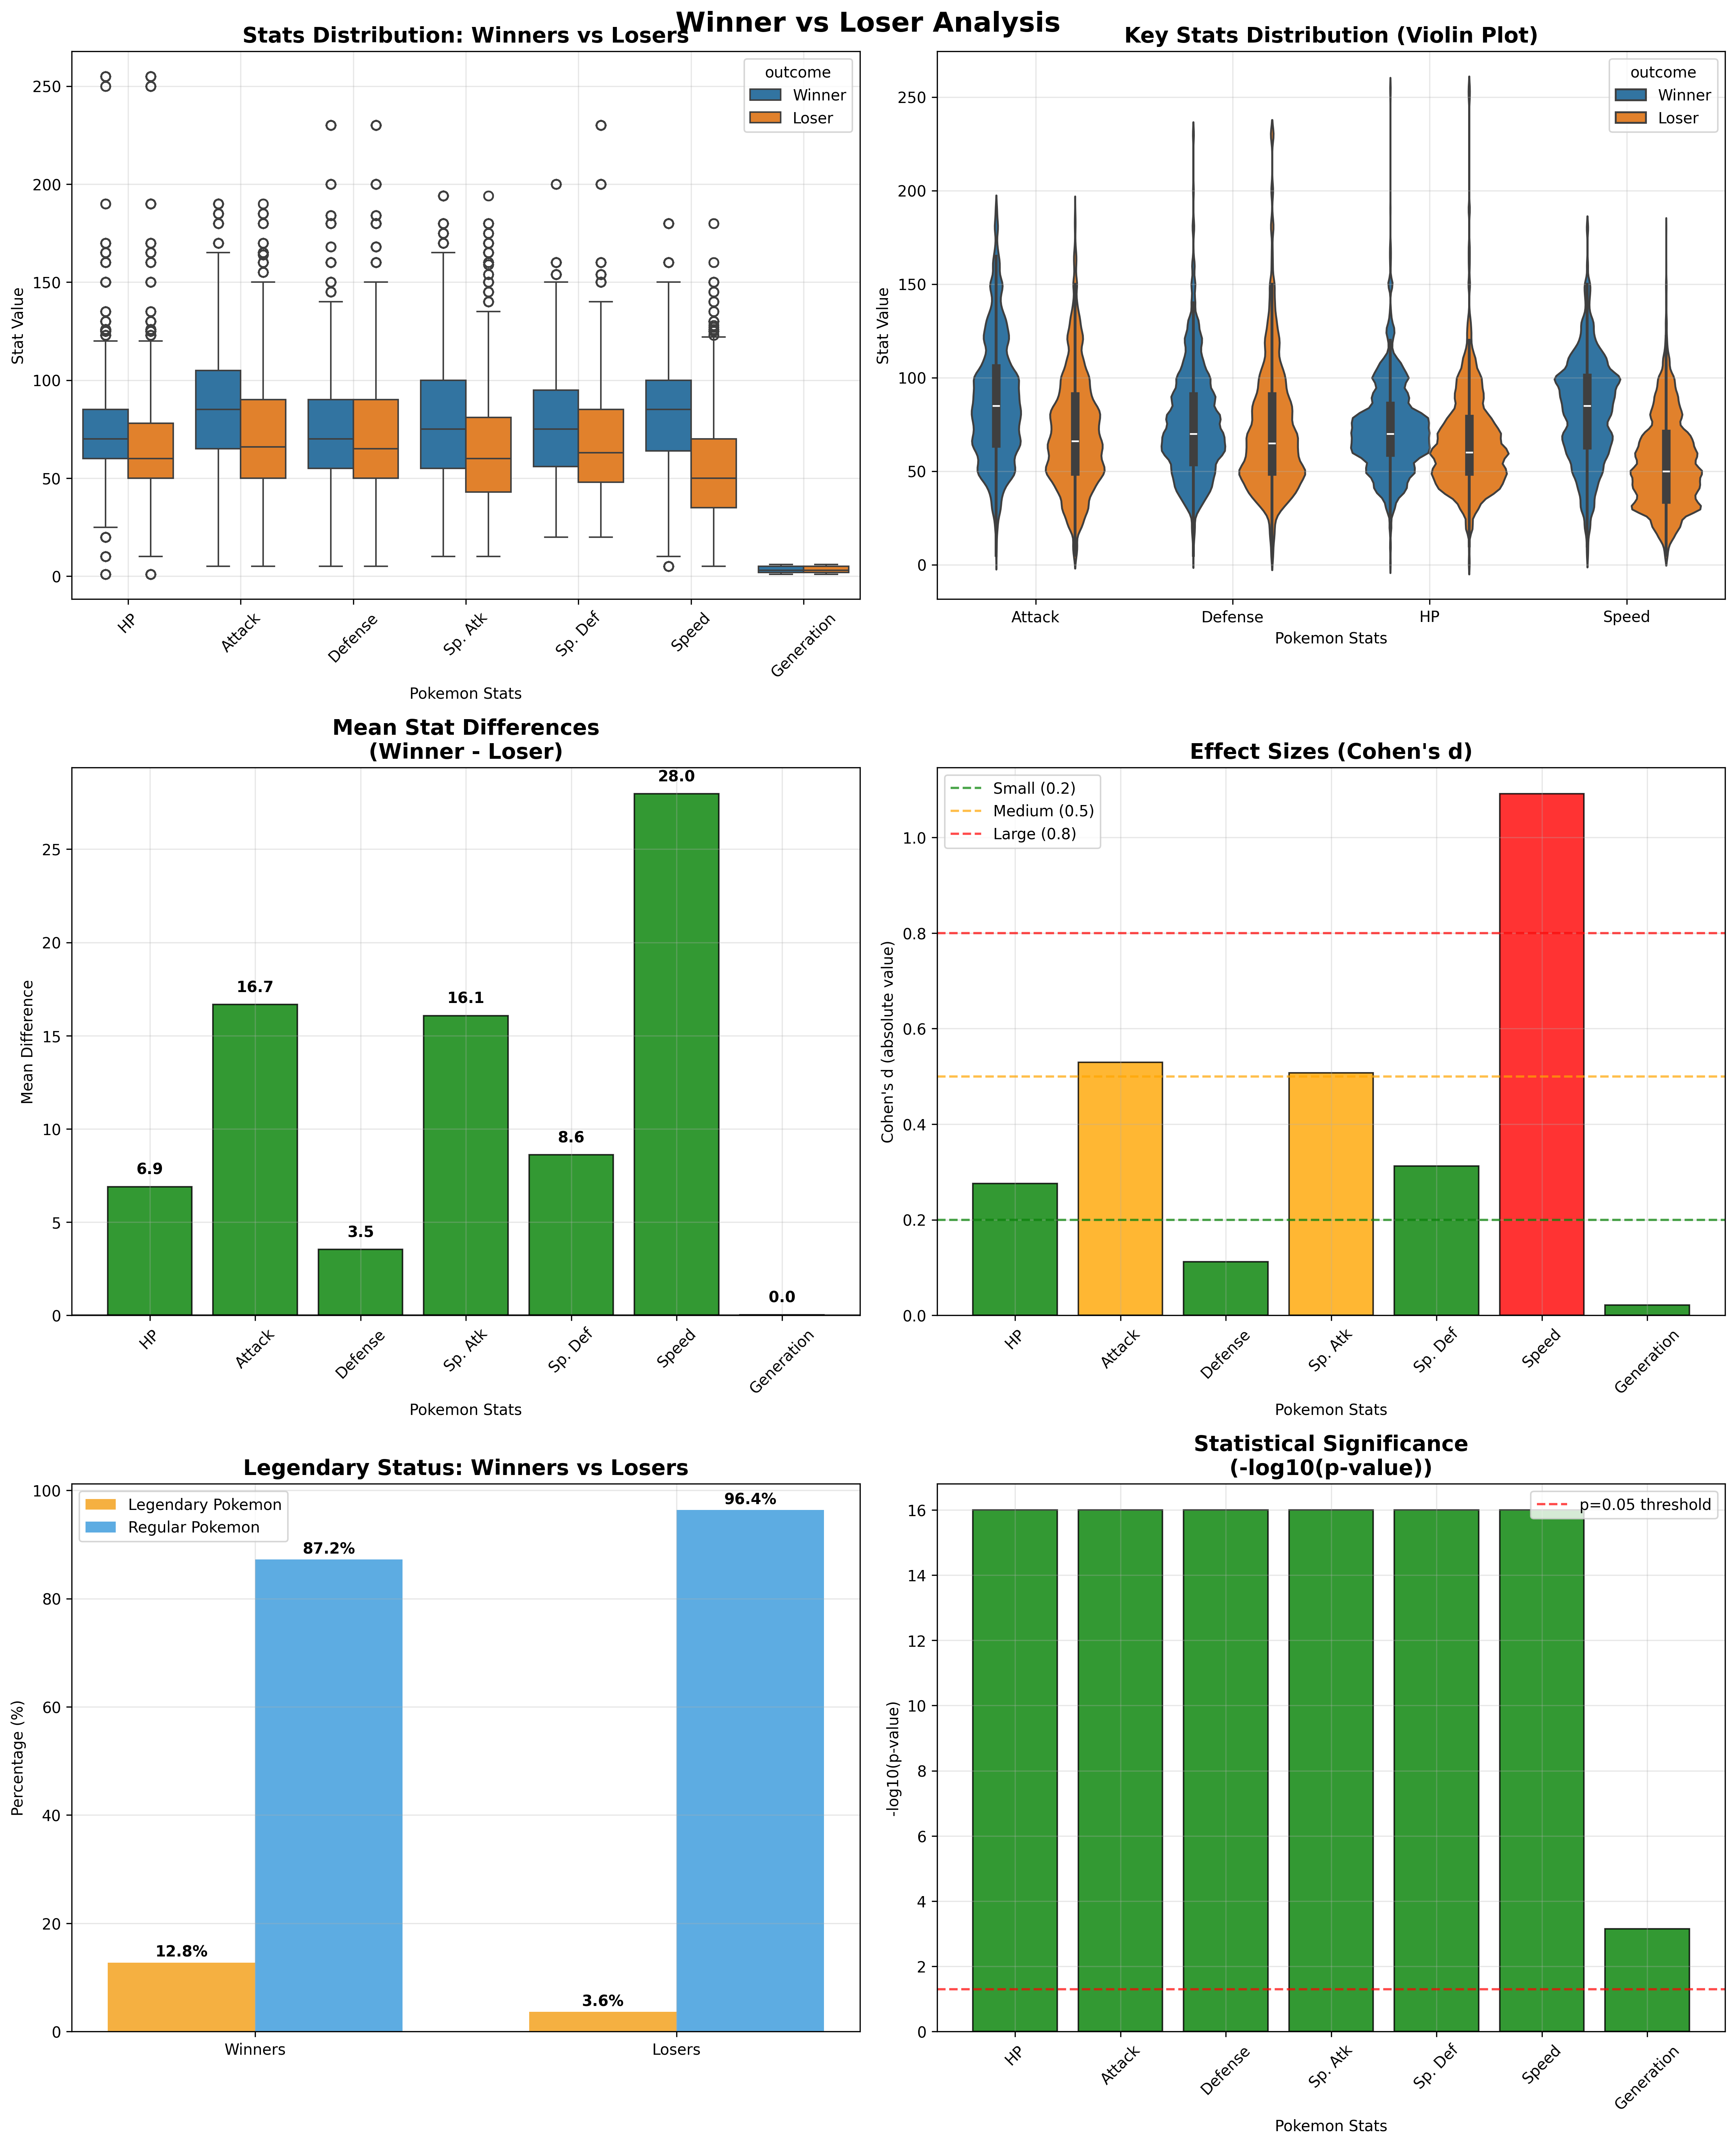 Winner vs Loser Analysis
Stats Distribution: Winners vs Losers
outcome
Winner
Loser
Stat Value
250
200
150
100
50
0
HP
Attack
Defense
Sp. Atk
Sp. Def
Speed
Generation
Pokemon Stats
Key Stats Distribution (Violin Plot)
outcome
Winner
Loser
Stat Value
250
200
150
100
50
0
Attack
Defense
HP
Speed
Pokemon Stats
Mean Stat Differences
(Winner - Loser)
Mean Difference
25
20
15
10
5
0
6.9
16.7
3.5
16.1
8.6
28.0
0.0
HP
Attack
Defense
Sp. Atk
Sp. Def
Speed
Generation
Pokemon Stats
Effect Sizes (Cohen's d)
Small (0.2)
Medium (0.5)
Large (0.8)
Cohen's d (absolute value)
1.0
0.8
0.6
0.4
0.2
0.0
HP
Attack
Defense
Sp. Atk
Sp. Def
Speed
Generation
Pokemon Stats
Legendary Status: Winners vs Losers
Legendary Pokemon
Regular Pokemon
Percentage (%)
100
80
60
40
20
0
12.8%
87.2%
3.6%
96.4%
Winners
Losers
Statistical Significance
(-log10(p-value))
p=0.05 threshold
-log10(p-value)
16
14
12
10
8
6
4
2
0
HP
Attack
Defense
Sp. Atk
Sp. Def
Speed
Generation
Pokemon Stats